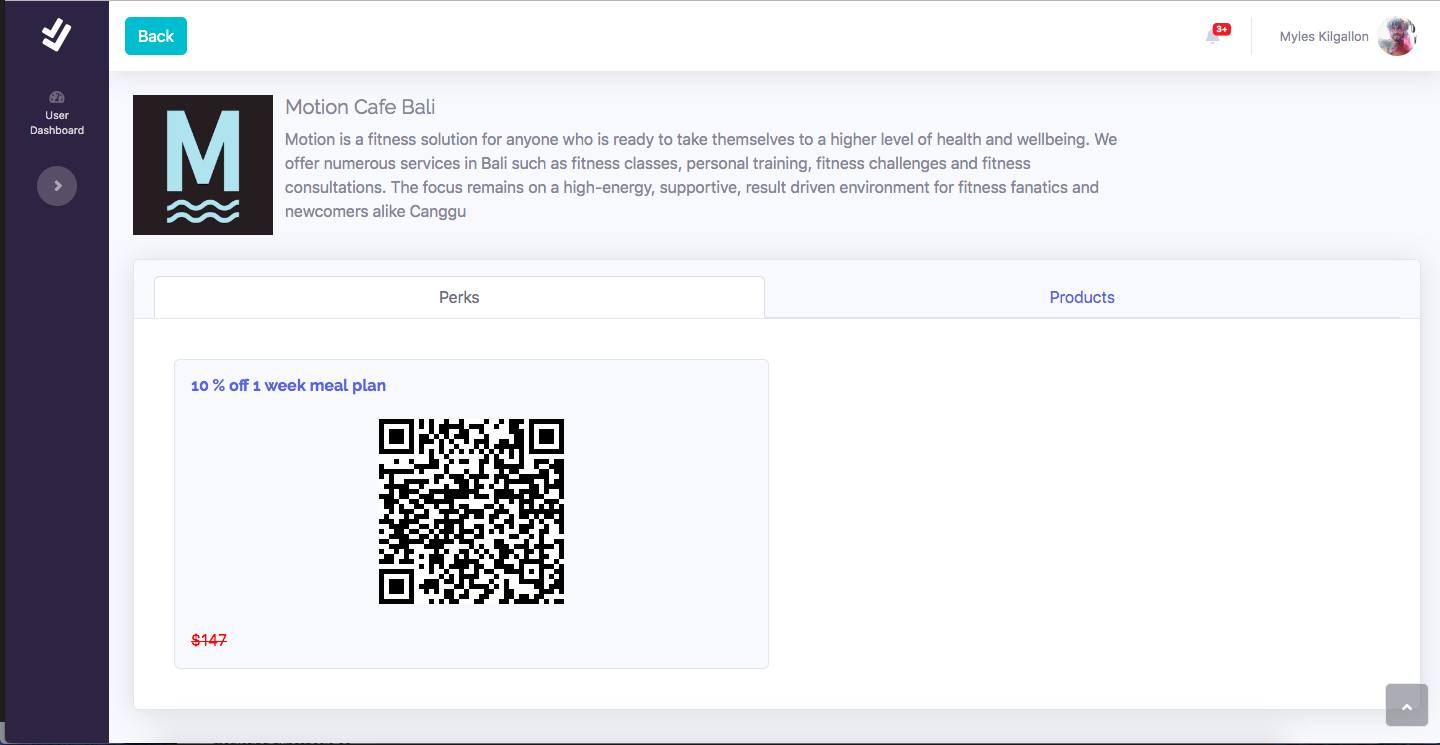 Back
3+
Myles Kilgallon
User
Dashboard
M
Motion Cafe Bali
Motion is a fitness solution for anyone who is ready to take themselves to a higher level of health and wellbeing. We
offer numerous services in Bali such as fitness classes, personal training, fitness challenges and fitness
consultations. The focus remains on a high-energy, supportive, result driven environment for fitness fanatics and
newcomers alike Canggu
Perks
Products
10 % off 1 week meal plan
$147